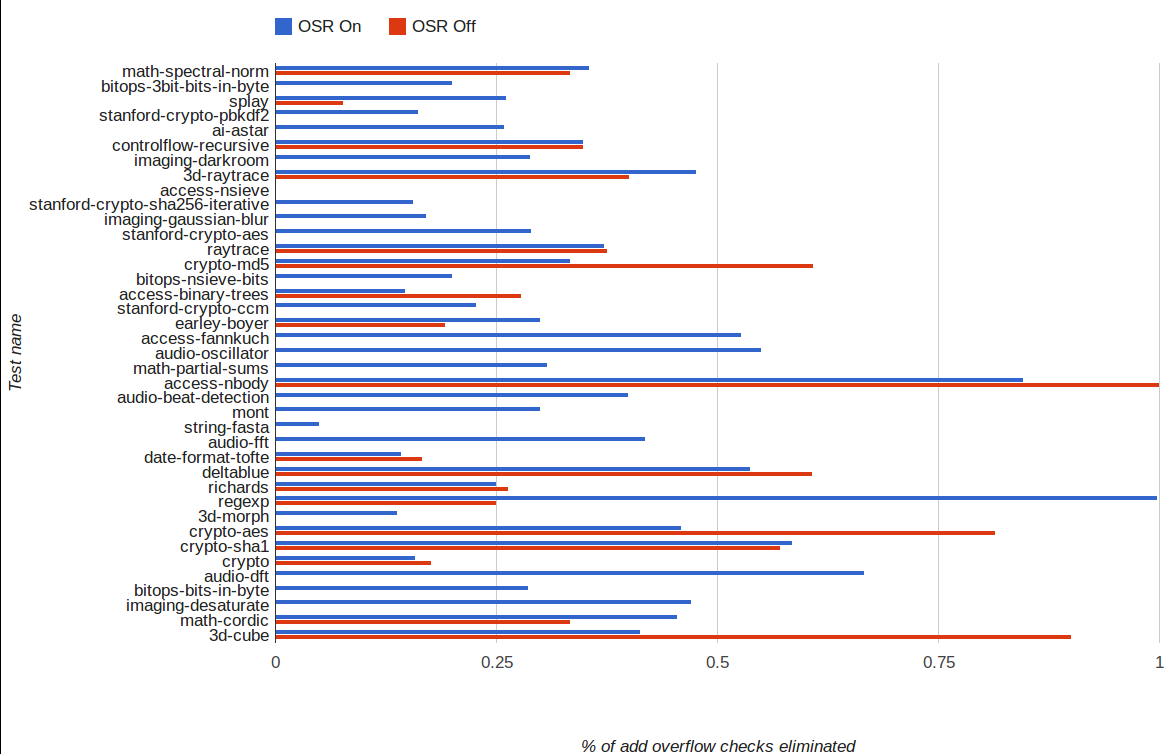 OSR On OSR Off
math-spectral-norm
bitops-3bit-bits-in-byte
splay
stanford-crypto-pbkdf2
ai-astar
controlflow-recursive
imaging-darkroom
3d-raytrace
access-nsieve
stanford-crypto-sha256-iterative
imaging-gaussian-blur
stanford-crypto-aes
raytrace
crypto-md5
bitops-nsieve-bits
access-binary-trees
stanford-crypto-ccm
earley-boyer
access-fannkuch
audio-oscillator
math-partial-sums
access-nbody
audio-beat-detection
mont
string-fasta
audio-fft
date-format-tofte
deltablue
richards
regexp
3d-morph
crypto-aes
crypto-sha1
crypto
audio-dft
bitops-bits-in-byte
imaging-desaturate
math-cordic
3d-cube
Test name
0 0.25 0.5 0.75 1
% of add overflow checks eliminated